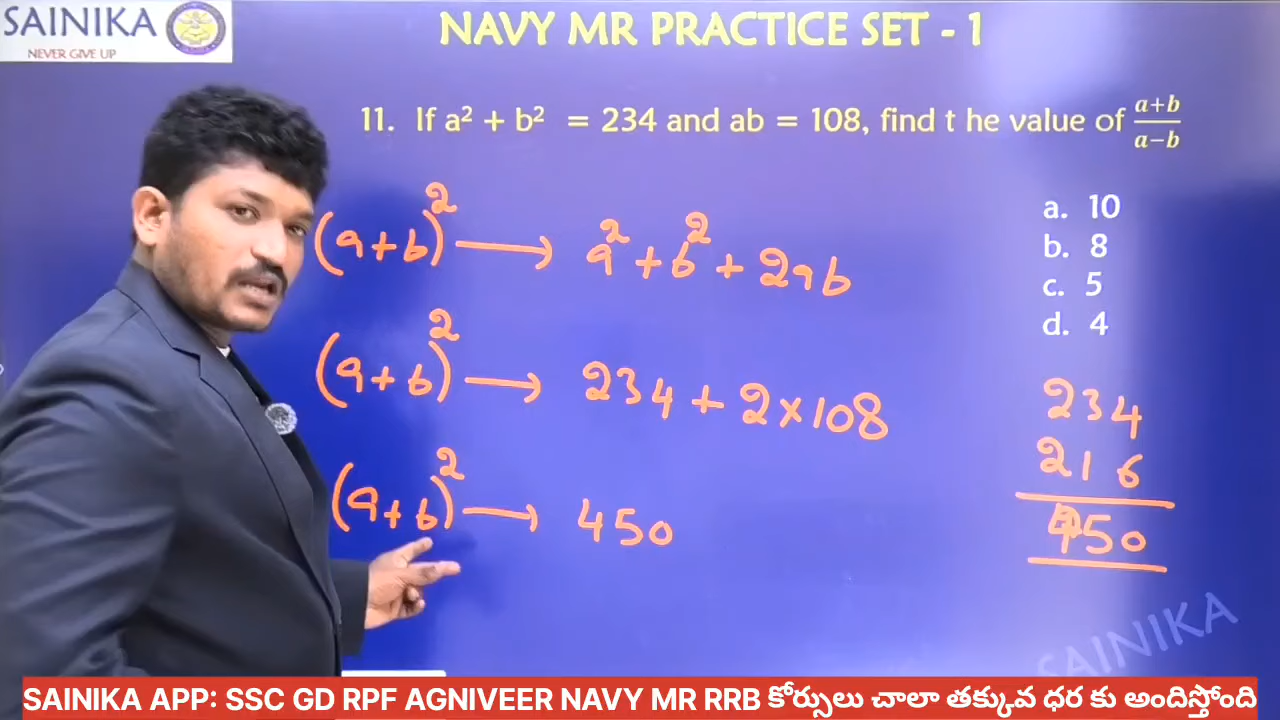 SAINIKA
NEVER GIVE UP
NAVY MR PRACTICE SET - 1
11. If a² + b² = 234 and ab = 108, find t he value of (a+b)/(a−b)
a. 10
b. 8
c. 5
d. 4
(a+b)² → a² + b² + 2ab
(a+b)² → 234 + 2×108
(a+b)² → 450
234
216
450
SAINIKA
SAINIKA APP: SSC GD RPF AGNIVEER NAVY MR RRB కోర్సులు చాలా తక్కువ ధర కు అందిస్తోంది